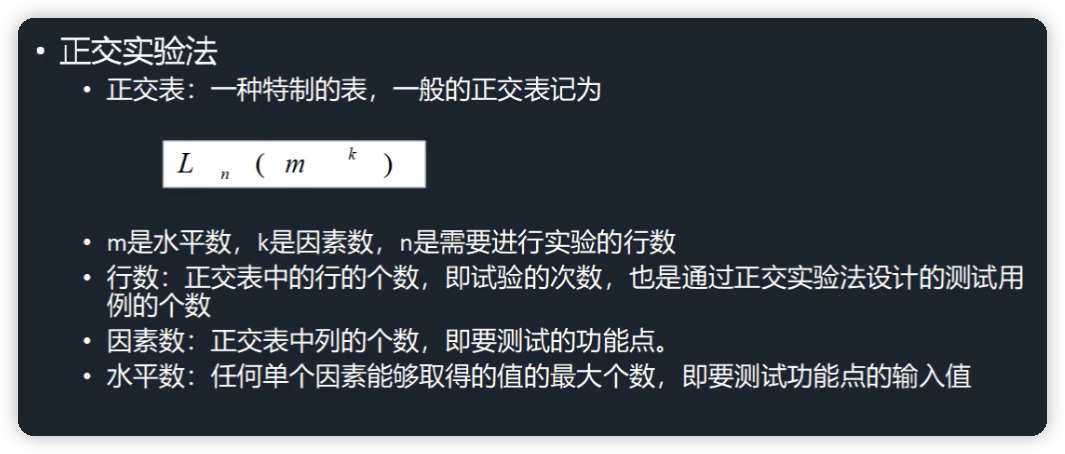 • 正交实验法
• 正交表：一种特制的表，一般的正交表记为
L n ( m k )
• m是水平数，k是因素数，n是需要进行实验的行数
• 行数：正交表中的行的个数，即试验的次数，也是通过正交实验法设计的测试用
例的个数
• 因素数：正交表中列的个数，即要测试的功能点。
• 水平数：任何单个因素能够取得的值的最大个数，即要测试功能点的输入值